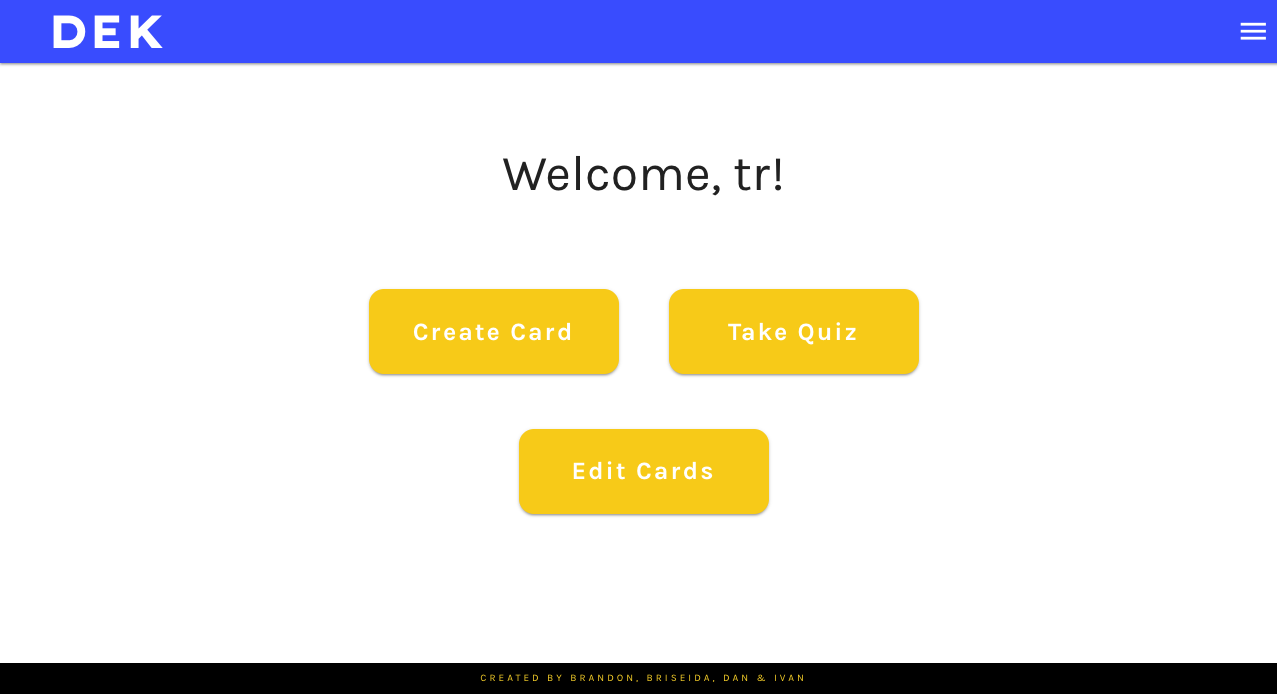 DEK
Welcome, tr!
Create Card
Take Quiz
Edit Cards
CREATED BY BRANDON, BRISEIDA, DAN & IVAN